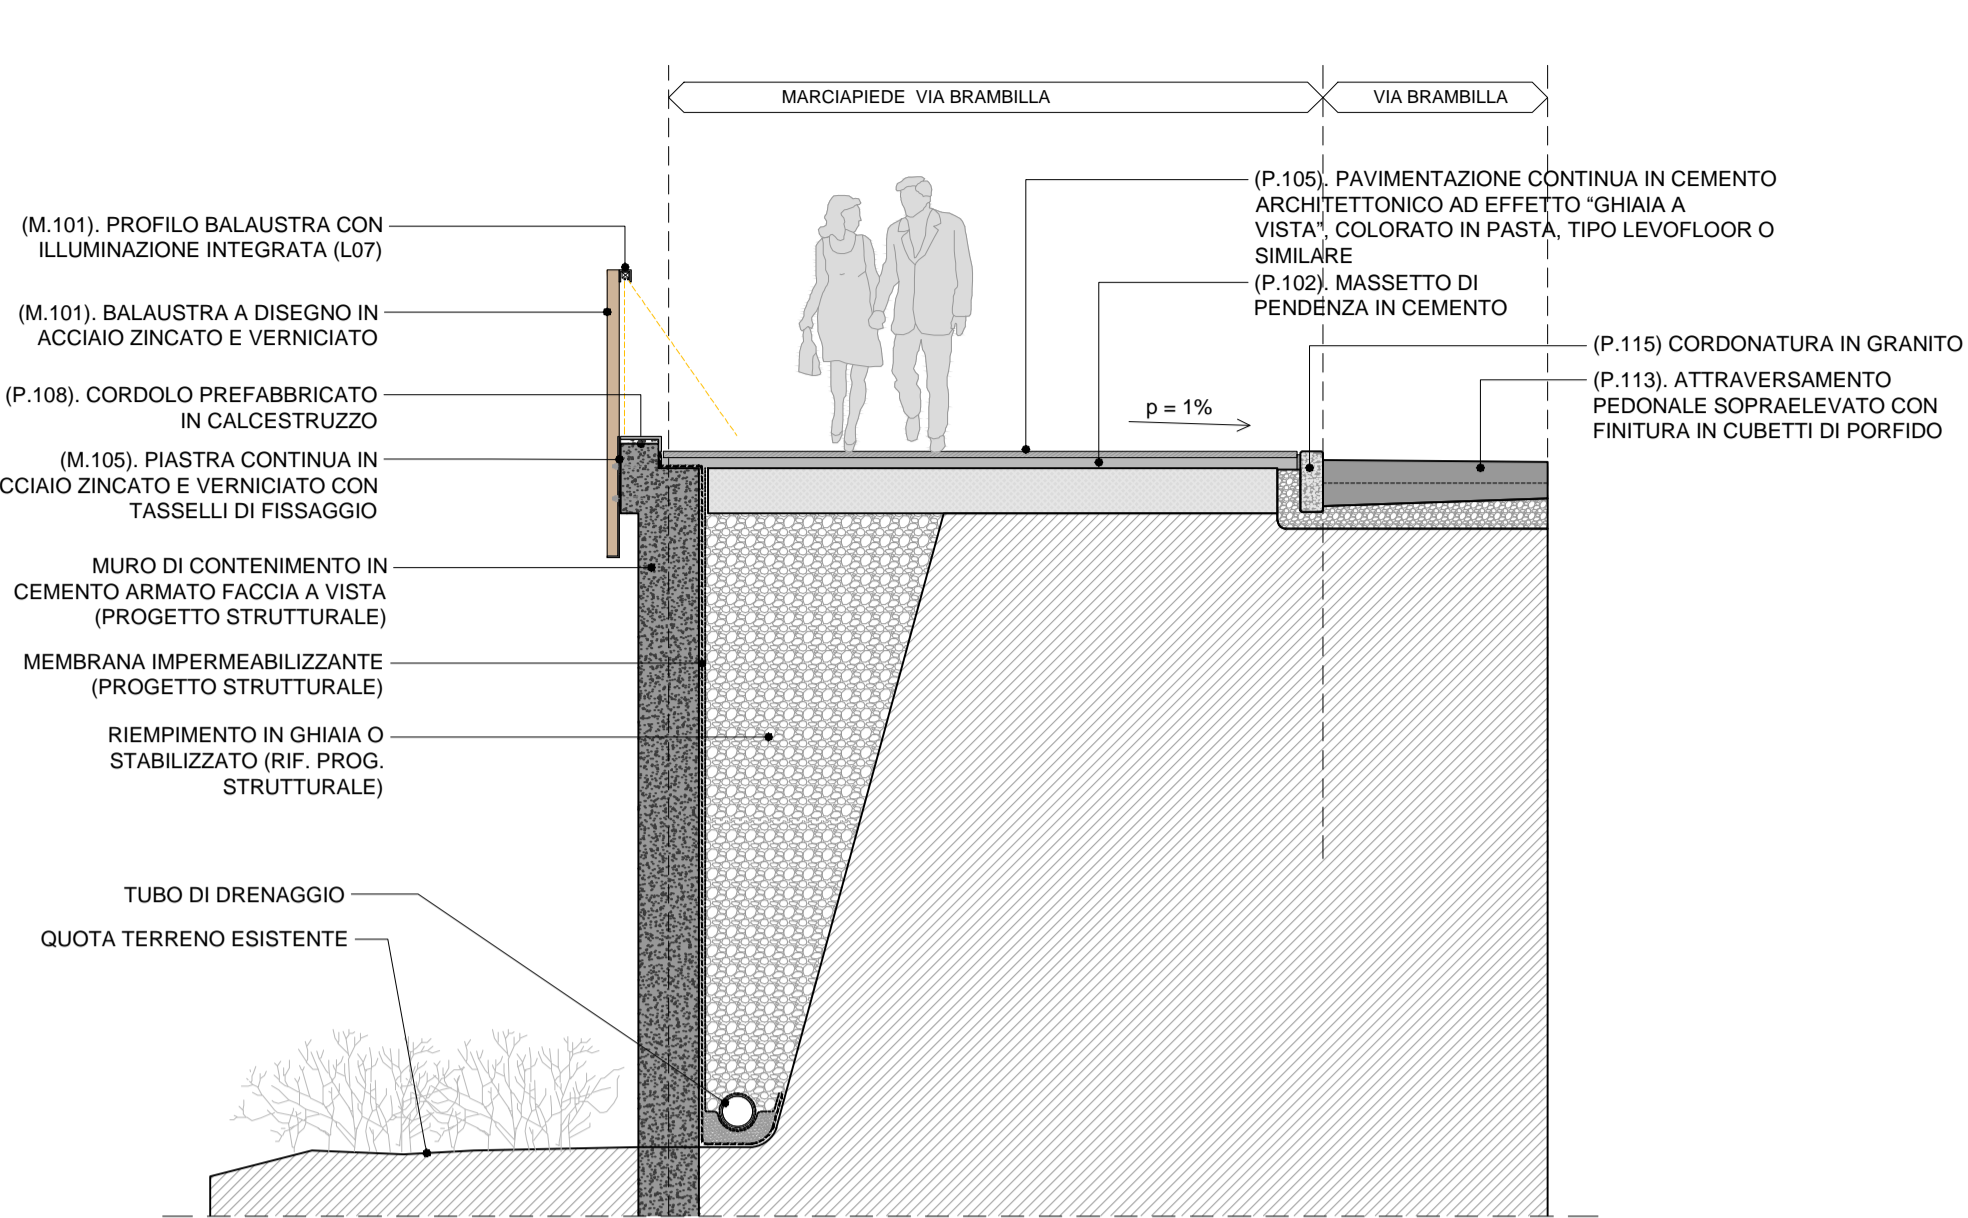 MARCIAPIEDE VIA BRAMBILLA
VIA BRAMBILLA
(M.101). PROFILO BALAUSTRA CON
ILLUMINAZIONE INTEGRATA (L07)
(M.101). BALAUSTRA A DISEGNO IN
ACCIAIO ZINCATO E VERNICIATO
(P.108). CORDOLO PREFABBRICATO
IN CALCESTRUZZO
(M.105). PIASTRA CONTINUA IN
CCIAIO ZINCATO E VERNICIATO CON
TASSELLI DI FISSAGGIO
MURO DI CONTENIMENTO IN
CEMENTO ARMATO FACCIA A VISTA
(PROGETTO STRUTTURALE)
MEMBRANA IMPERMEABILIZZANTE
(PROGETTO STRUTTURALE)
RIEMPIMENTO IN GHIAIA O
STABILIZZATO (RIF. PROG.
STRUTTURALE)
TUBO DI DRENAGGIO
QUOTA TERRENO ESISTENTE
(P.105). PAVIMENTAZIONE CONTINUA IN CEMENTO
ARCHITETTONICO AD EFFETTO “GHIAIA A
VISTA”, COLORATO IN PASTA, TIPO LEVOFLOOR O
SIMILARE
(P.102). MASSETTO DI
PENDENZA IN CEMENTO
p = 1%
(P.115) CORDONATURA IN GRANITO
(P.113). ATTRAVERSAMENTO
PEDONALE SOPRAELEVATO CON
FINITURA IN CUBETTI DI PORFIDO